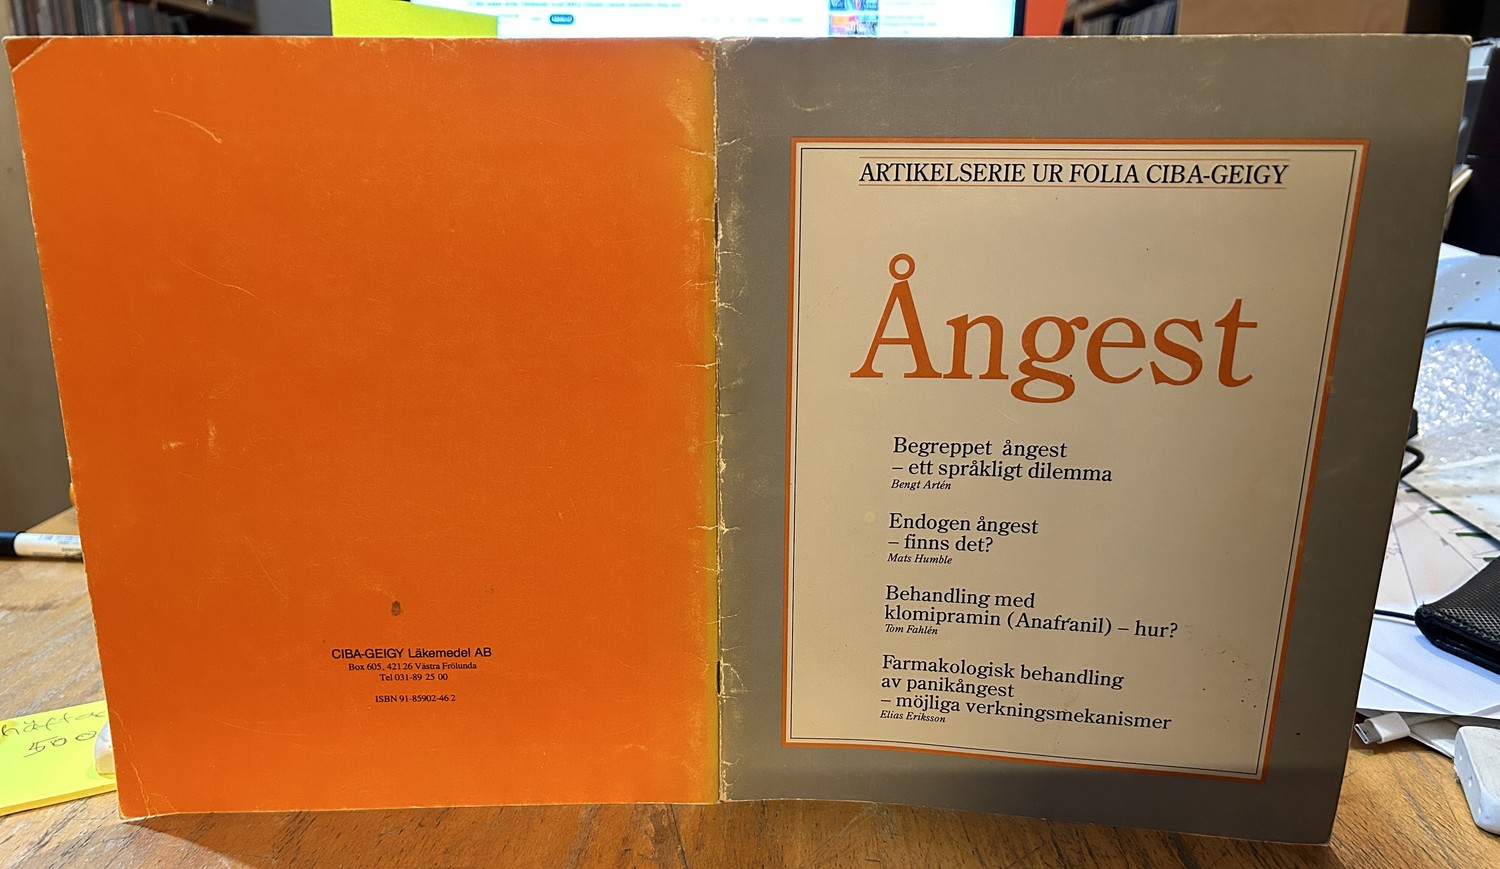 ARTIKELSERIE UR FOLIA CIBA-GEIGY
Ångest
Begreppet ångest
– ett språkligt dilemma
Bengt Artén
Endogen ångest
– finns det?
Mats Humble
Behandling med
klomipramin (Anafranil) – hur?
Tom Fahlén
Farmakologisk behandling
av panikångest
– möjliga verkningsmekanismer
Elias Eriksson
CIBA-GEIGY Läkemedel AB
Box 605, 421 26 Västra Frölunda
Tel 031-89 25 00
ISBN 91-85902-46 2
500